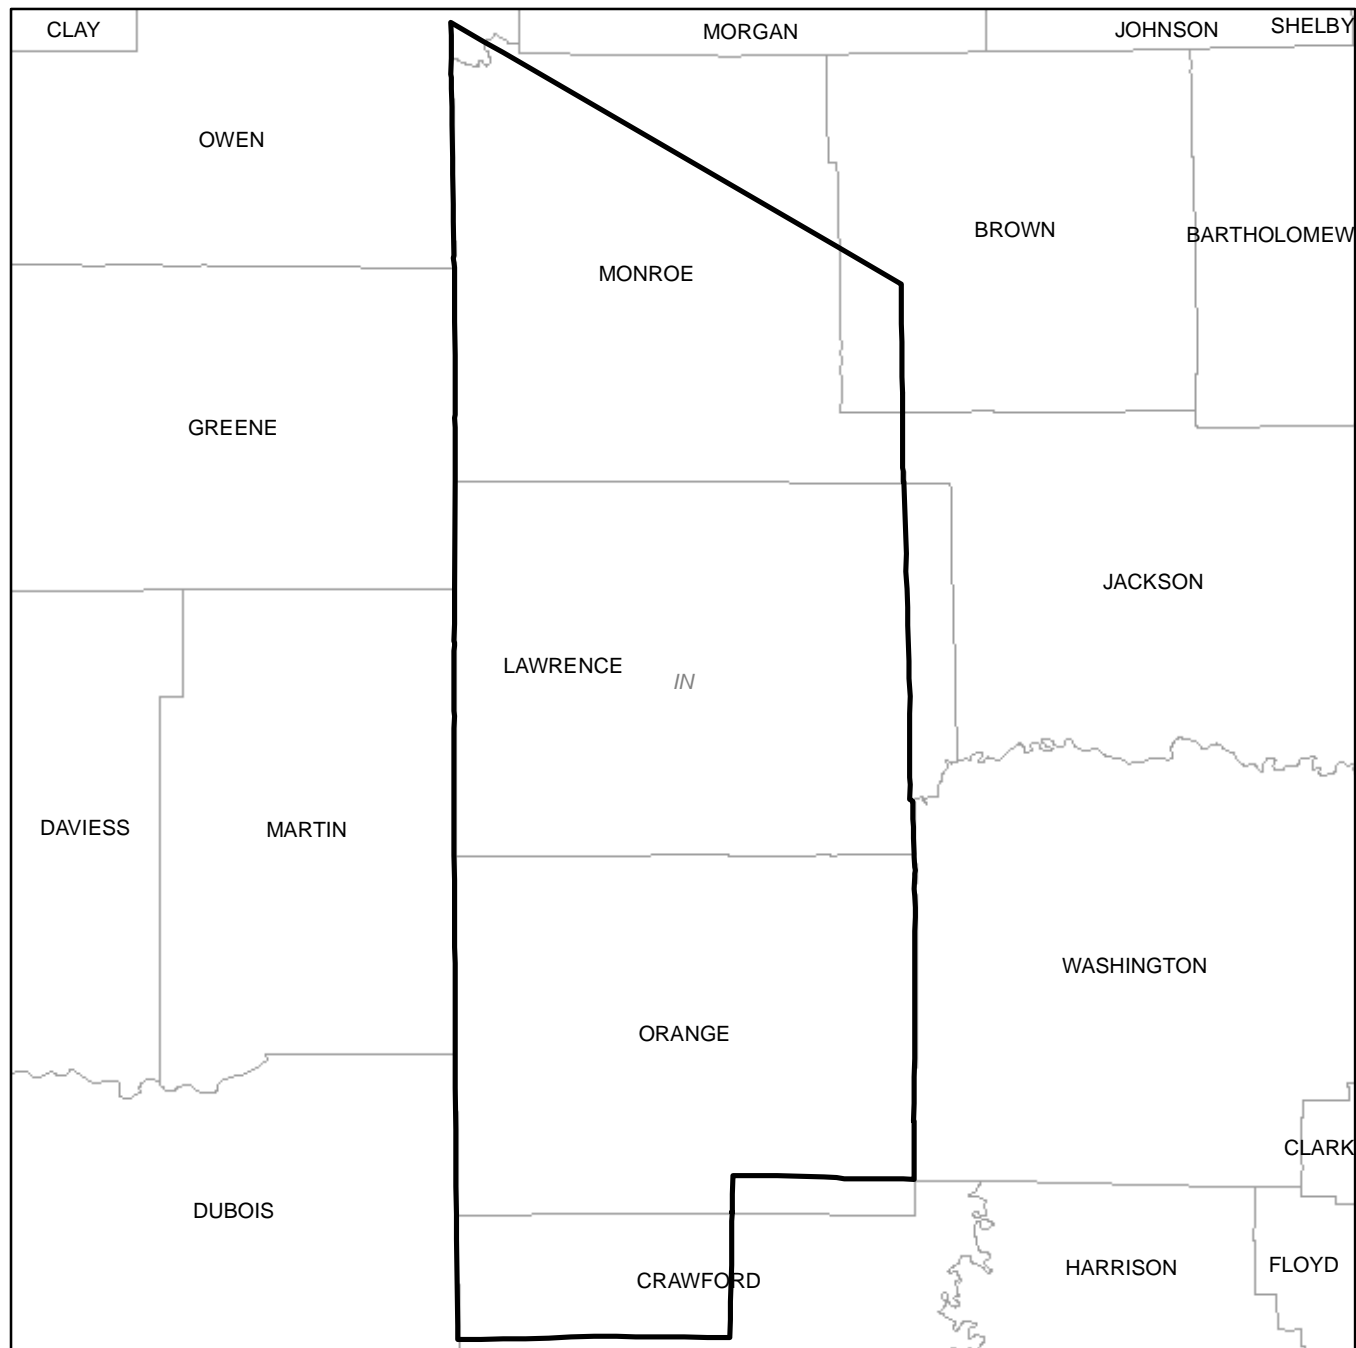 CLAY
MORGAN
JOHNSON
SHELBY
OWEN
BROWN
BARTHOLOMEW
MONROE
GREENE
JACKSON
LAWRENCE
IN
DAVIESS
MARTIN
WASHINGTON
ORANGE
CLARK
DUBOIS
CRAWFORD
HARRISON
FLOYD